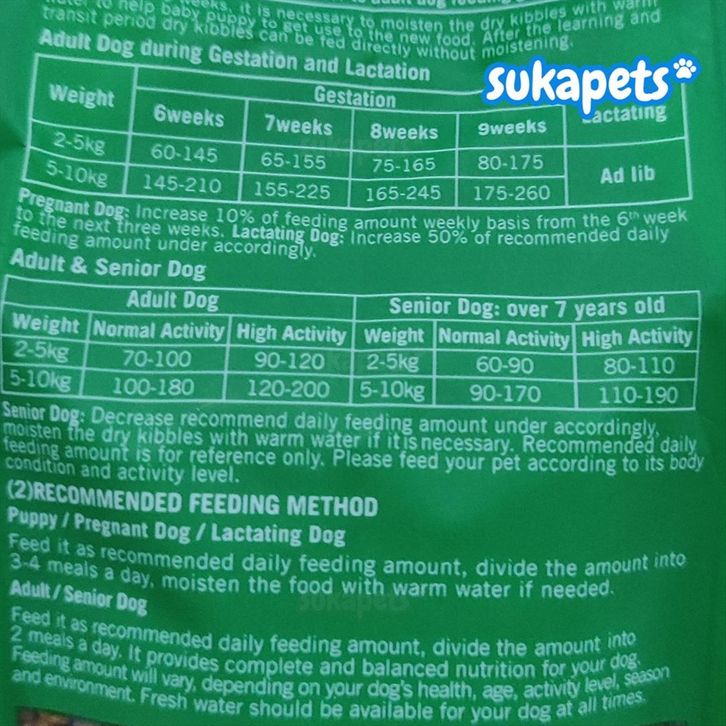 to help baby puppy to get use to the new food. After the learning and
it is necessary to moisten the dry kibbles with warm
transit period dry kibbles can be fed directly without moistening.
Adult Dog during Gestation and Lactation
sukapets
Weight Gestation Lactating
6weeks 7weeks 8weeks 9weeks
2-5kg 60-145 65-155 75-165 80-175 Ad lib
5-10kg 145-210 155-225 165-245 175-260
Pregnant Dog: Increase 10% of feeding amount weekly basis from the 6th week
to the next three weeks. Lactating Dog: Increase 50% of recommended daily
feeding amount under accordingly.
Adult & Senior Dog
Adult Dog Senior Dog: over 7 years old
Weight Normal Activity High Activity Weight Normal Activity High Activity
2-5kg 70-100 90-120 2-5kg 60-90 80-110
5-10kg 100-180 120-200 5-10kg 90-170 110-190
Senior Dog: Decrease recommend daily feeding amount under accordingly,
moisten the dry kibbles with warm water if it is necessary. Recommended daily
feeding amount is for reference only. Please feed your pet according to its body
condition and activity level.
(2)RECOMMENDED FEEDING METHOD
Puppy / Pregnant Dog / Lactating Dog
Feed it as recommended daily feeding amount, divide the amount into
3-4 meals a day, moisten the food with warm water if needed.
sukapets
Adult / Senior Dog
Feed it as recommended daily feeding amount, divide the amount into
2 meals a day. It provides complete and balanced nutrition for your dog.
Feeding amount will vary, depending on your dog's health, age, activity level, season
and environment. Fresh water should be available for your dog at all times.